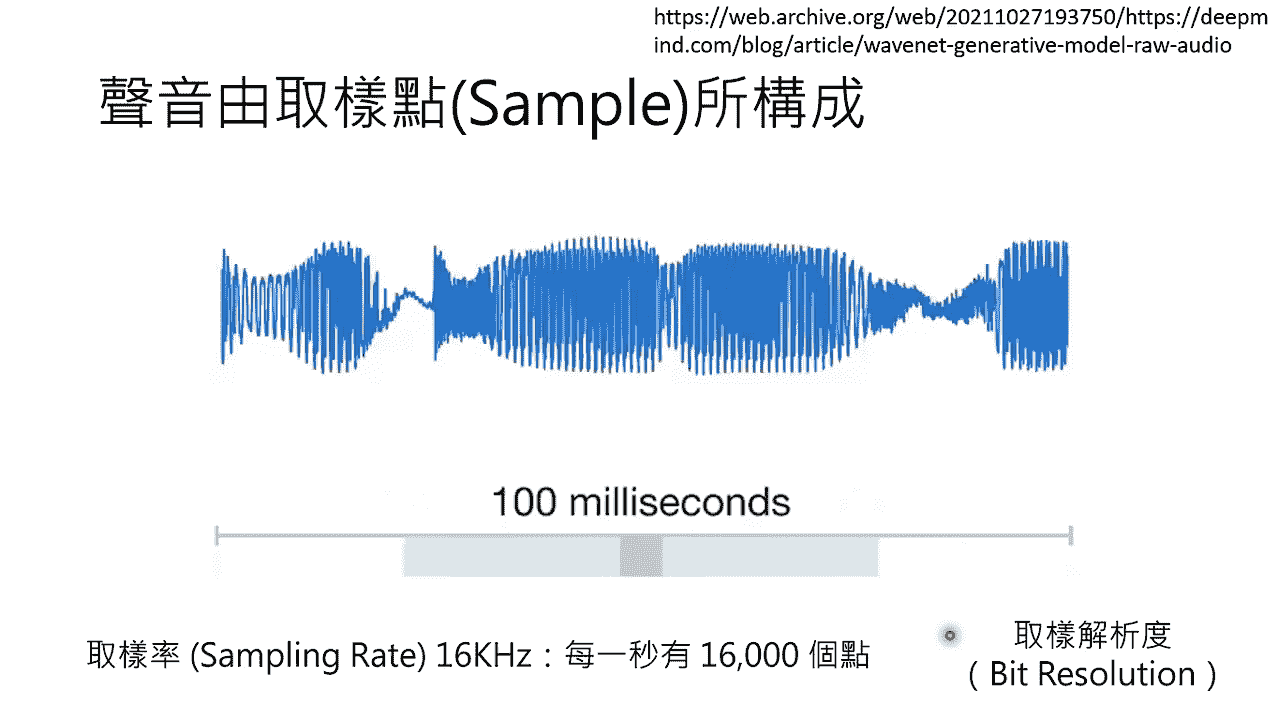 https://web.archive.org/web/20211027193750/https://deepm
ind.com/blog/article/wavenet-generative-model-raw-audio
聲音由取樣點(Sample)所構成
100 milliseconds
取樣率 (Sampling Rate) 16KHz：每一秒有 16,000 個點
取樣解析度
( Bit Resolution )